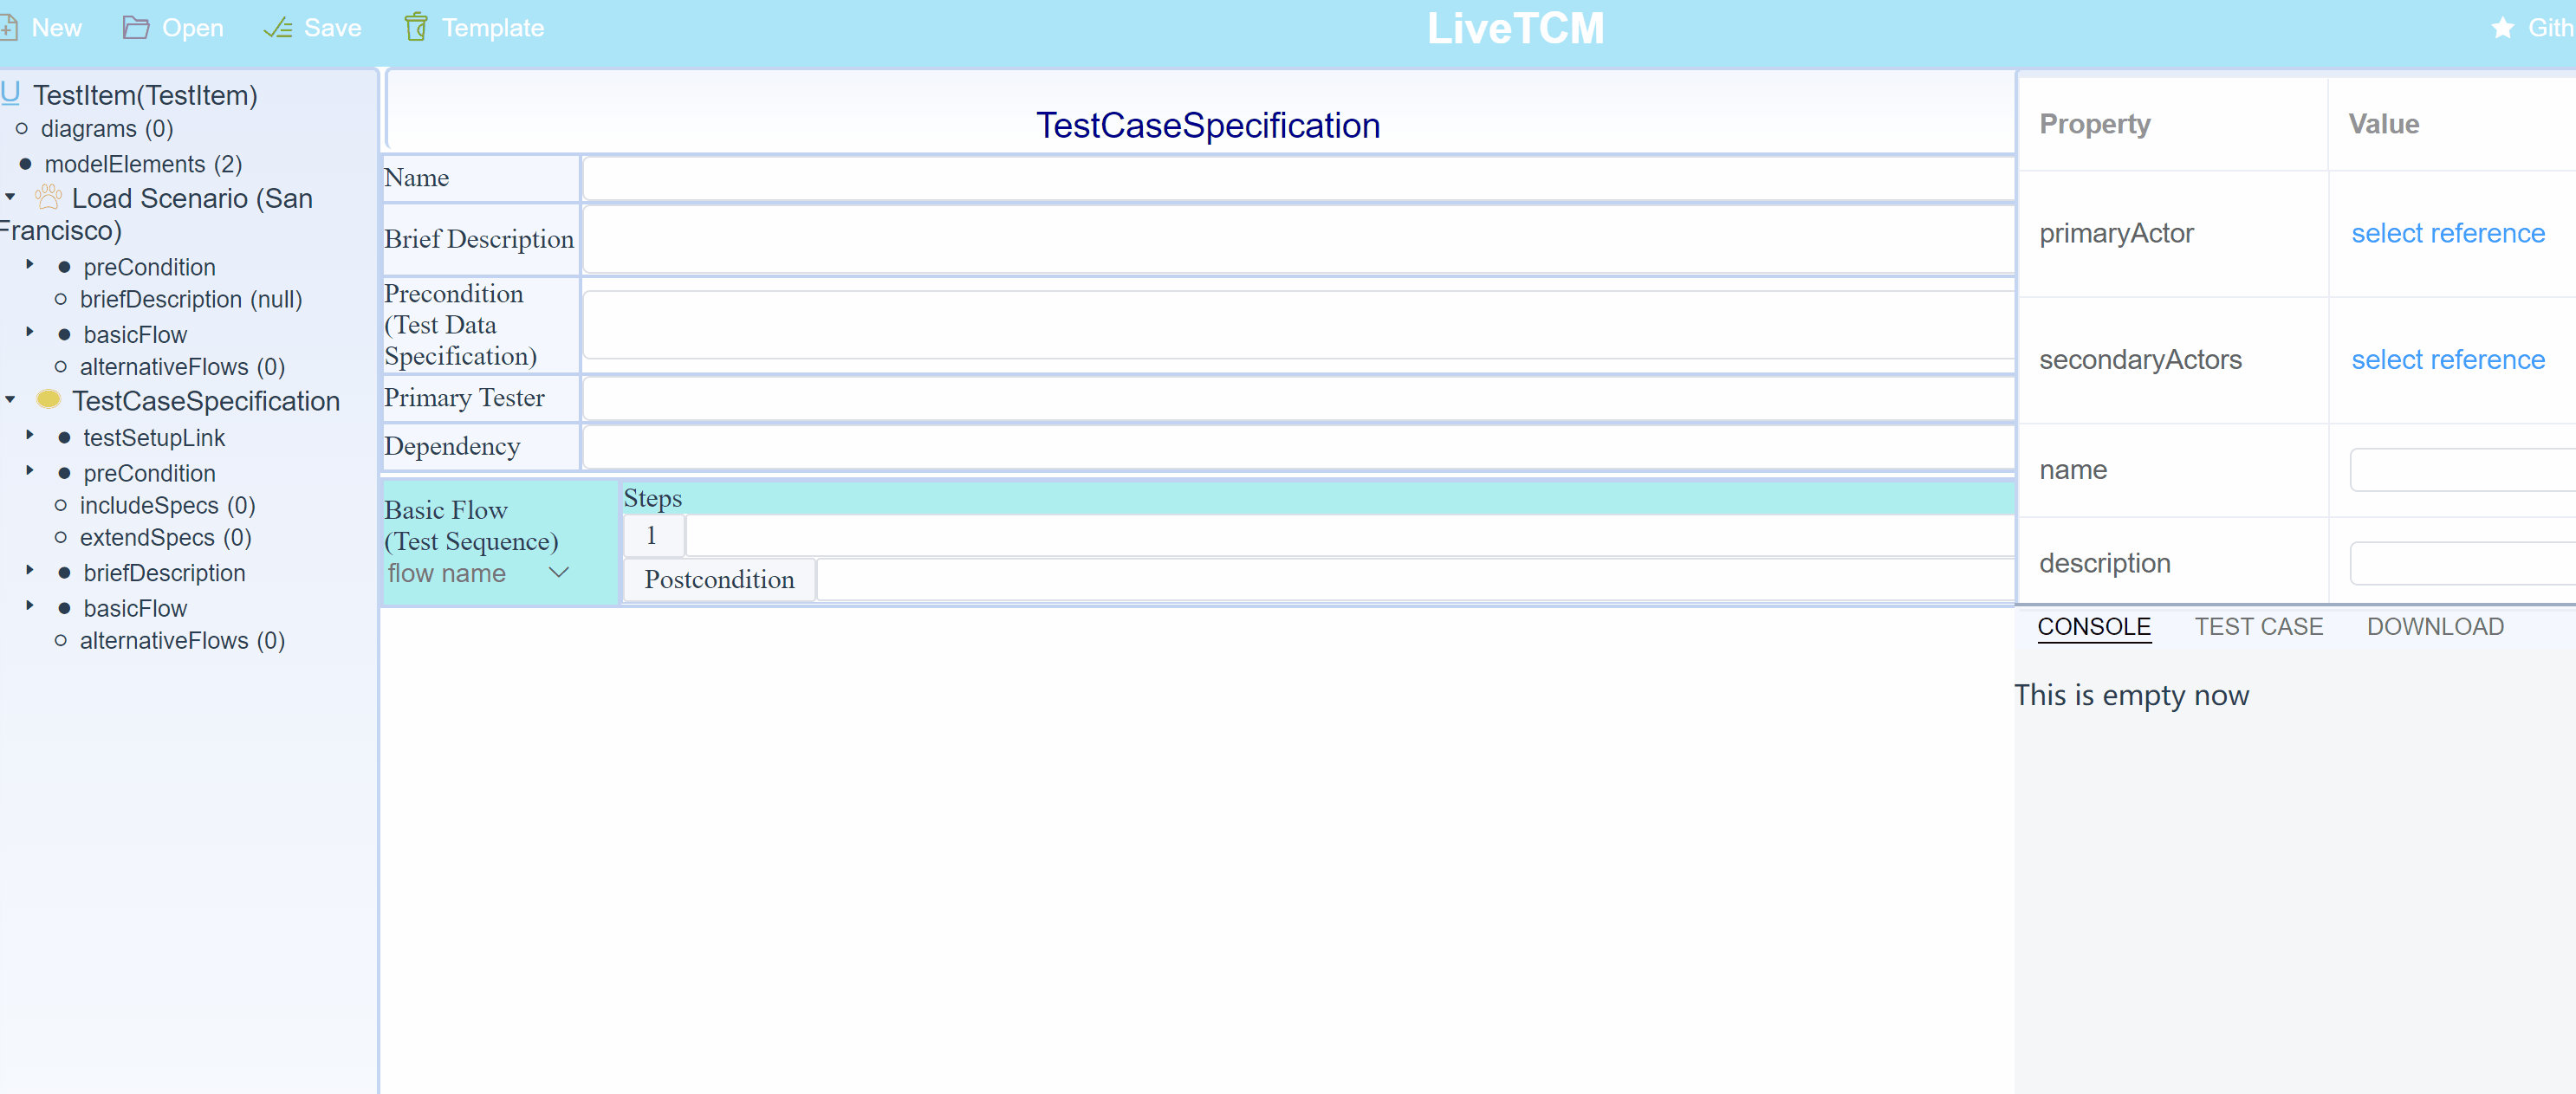 New Open Save Template LiveTCM Gith
TestItem(TestItem)
diagrams (0)
modelElements (2)
Load Scenario (San
Francisco)
preCondition
briefDescription (null)
basicFlow
alternativeFlows (0)
TestCaseSpecification
testSetupLink
preCondition
includeSpecs (0)
extendSpecs (0)
briefDescription
basicFlow
alternativeFlows (0)
TestCaseSpecification
Name
Brief Description
Precondition
(Test Data
Specification)
Primary Tester
Dependency
Basic Flow
(Test Sequence)
flow name
Steps
1
Postcondition
Property Value
primaryActor select reference
secondaryActors select reference
name
description
CONSOLE TEST CASE DOWNLOAD
This is empty now